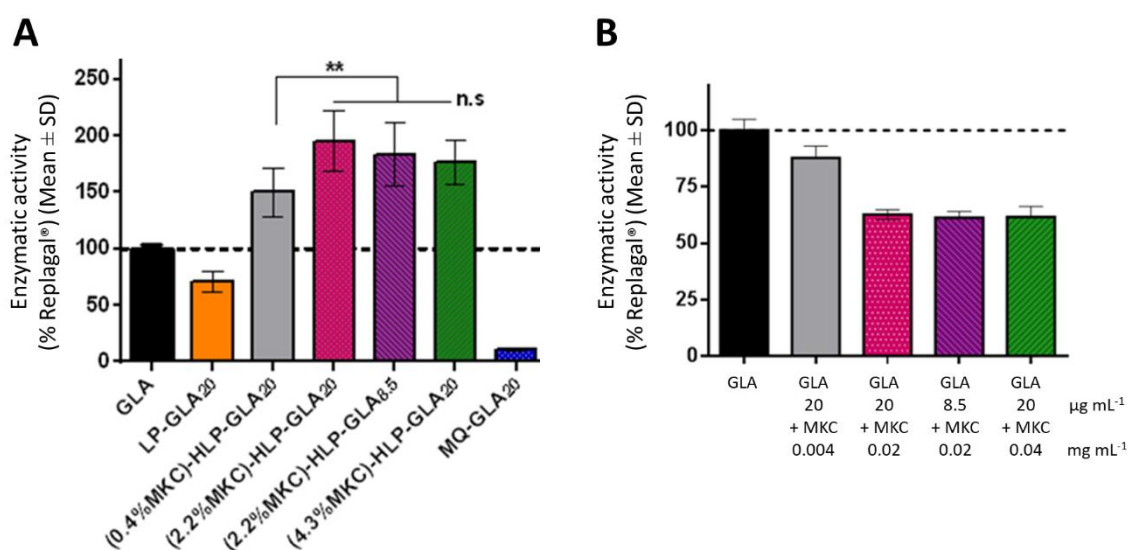 A
Enzymatic activity
(% Replagal®) (Mean ± SD)
250
200
150
100
50
0
**
n.s
GLA
LP-GLA20
(0.4%MKC)-HLP-GLA20
(2.2%MKC)-HLP-GLA20
(2.2%MKC)-HLP-GLA8.5
(4.3%MKC)-HLP-GLA20
MQ-GLA20
B
Enzymatic activity
(% Replagal®) (Mean ± SD)
100
75
50
25
0
GLA GLA GLA GLA GLA
20 20 8.5 20 µg mL-1
+ MKC + MKC + MKC + MKC
0.004 0.02 0.02 0.04 mg mL-1